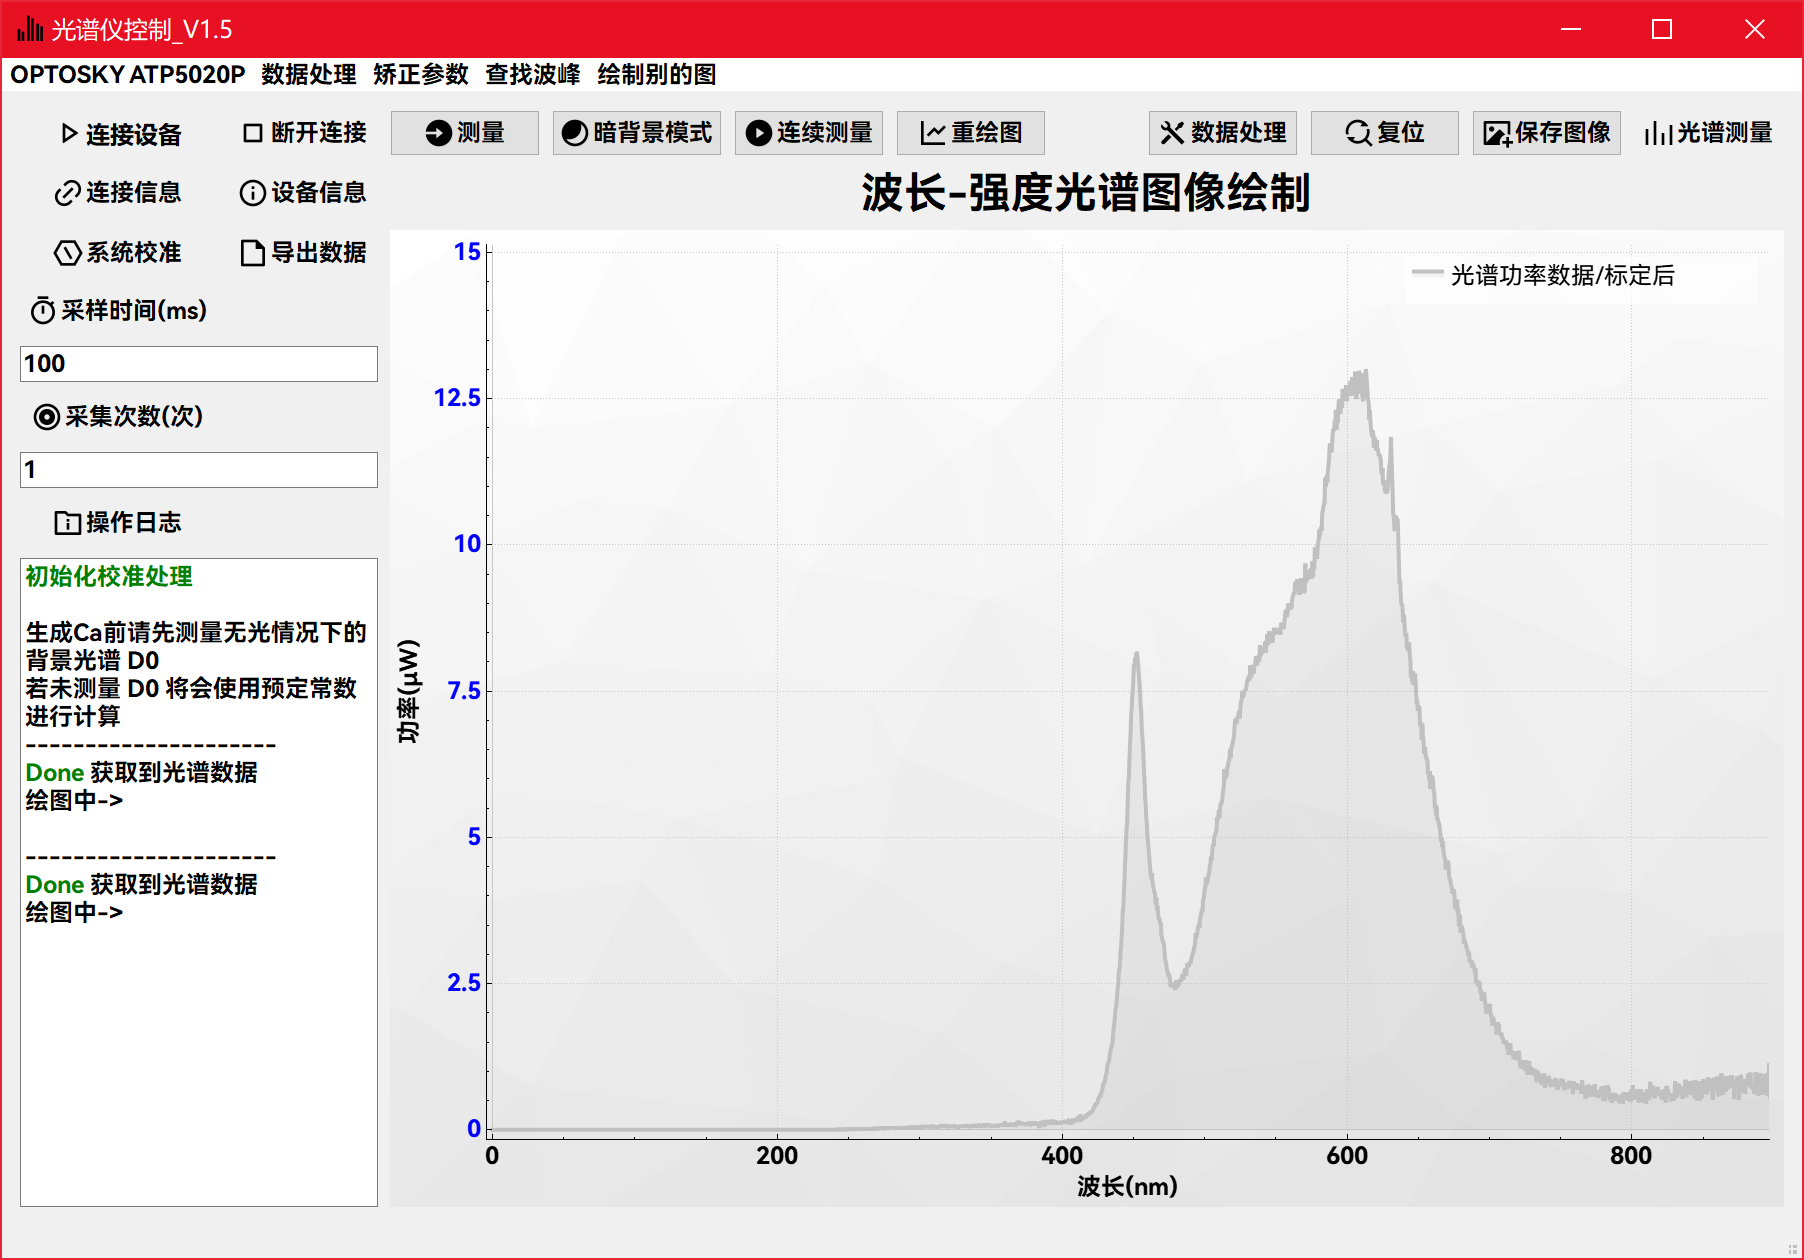 光谱仪控制_V1.5
OPTOSKY ATP5020P 数据处理 矫正参数 查找波峰 绘制别的图
连接设备 断开连接 测量 暗背景模式 连续测量 重绘图 数据处理 复位 保存图像 光谱测量
连接信息 设备信息
系统校准 导出数据
采样时间(ms)
100
采集次数(次)
1
操作日志
初始化校准处理
生成Ca前请先测量无光情况下的
背景光谱 D0
若未测量 D0 将会使用预定常数
进行计算
---------------------
Done 获取到光谱数据
绘图中->
---------------------
Done 获取到光谱数据
绘图中->
波长-强度光谱图像绘制
光谱功率数据/标定后
15
12.5
10
7.5
5
2.5
0
功率(μW)
0 200 400 600 800
波长(nm)